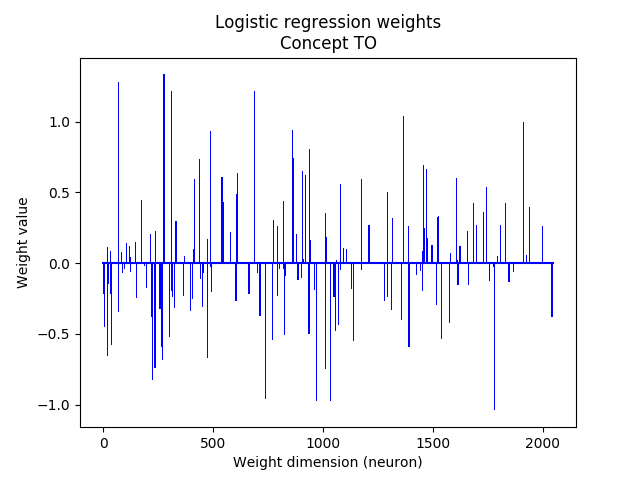 Logistic regression weights
Concept TO
1.0
0.5
0.0
−0.5
−1.0
Weight value
0
500
1000
1500
2000
Weight dimension (neuron)